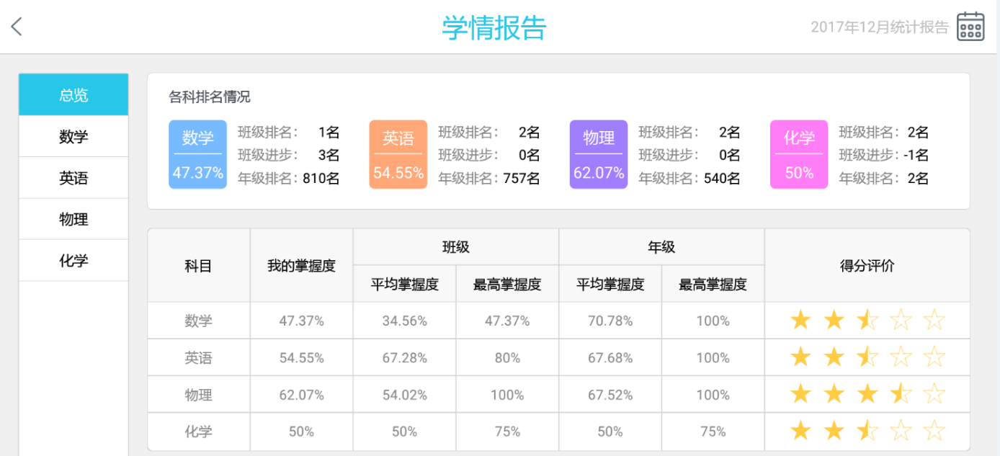 学情报告
2017年12月统计报告
总览
数学
英语
物理
化学
各科排名情况
数学
47.37%
班级排名： 1名
班级进步： 3名
年级排名：810名
英语
54.55%
班级排名： 2名
班级进步： 0名
年级排名：757名
物理
62.07%
班级排名： 2名
班级进步： 0名
年级排名：540名
化学
50%
班级排名：2名
班级进步：-1名
年级排名：2名
科目 我的掌握度 班级 年级 得分评价
平均掌握度 最高掌握度 平均掌握度 最高掌握度
数学 47.37% 34.56% 47.37% 70.78% 100%
英语 54.55% 67.28% 80% 67.68% 100%
物理 62.07% 54.02% 100% 67.52% 100%
化学 50% 50% 75% 50% 75%